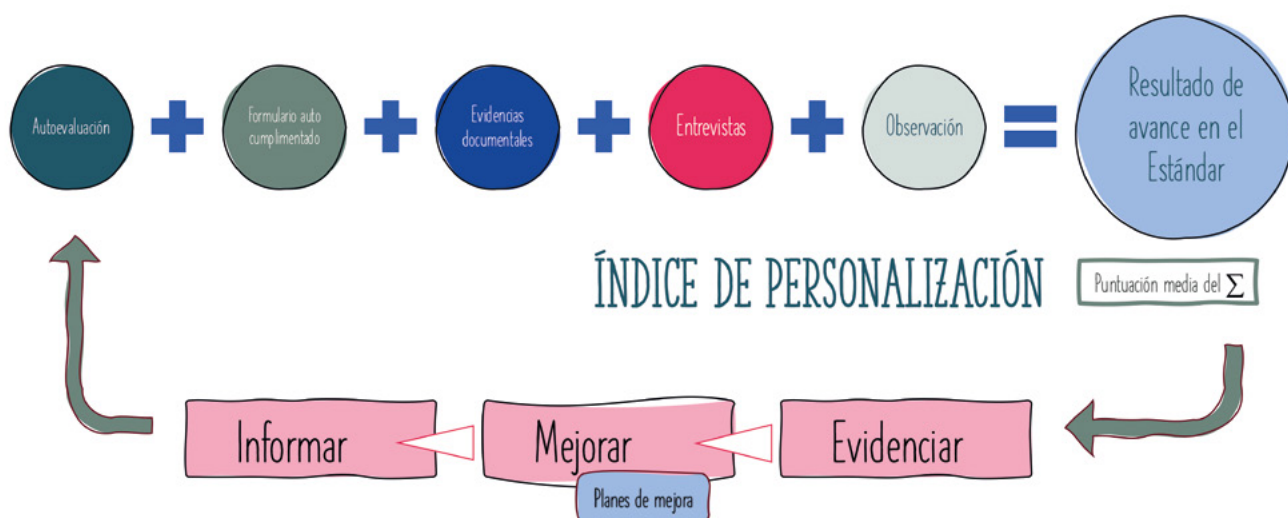 Autoevaluación
Formulario auto
cumplimentado
Evidencias
documentales
Entrevistas
Observación
Resultado de
avance en el
Estándar
ÍNDICE DE PERSONALIZACIÓN
Puntuación media del Σ
Informar
Mejorar
Evidenciar
Planes de mejora